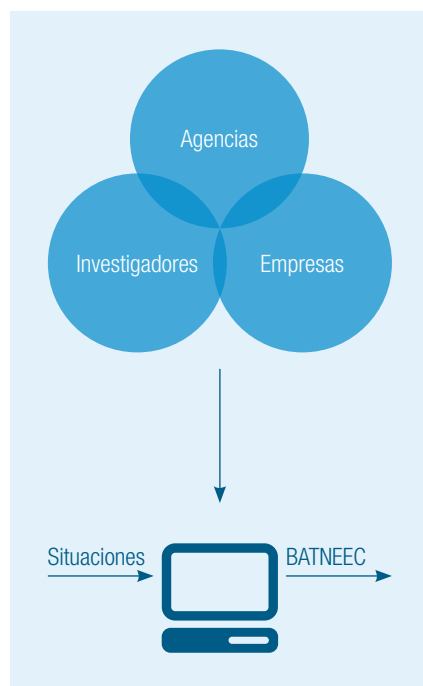 Agencias
Investigadores
Empresas
Situaciones
BATNEEC